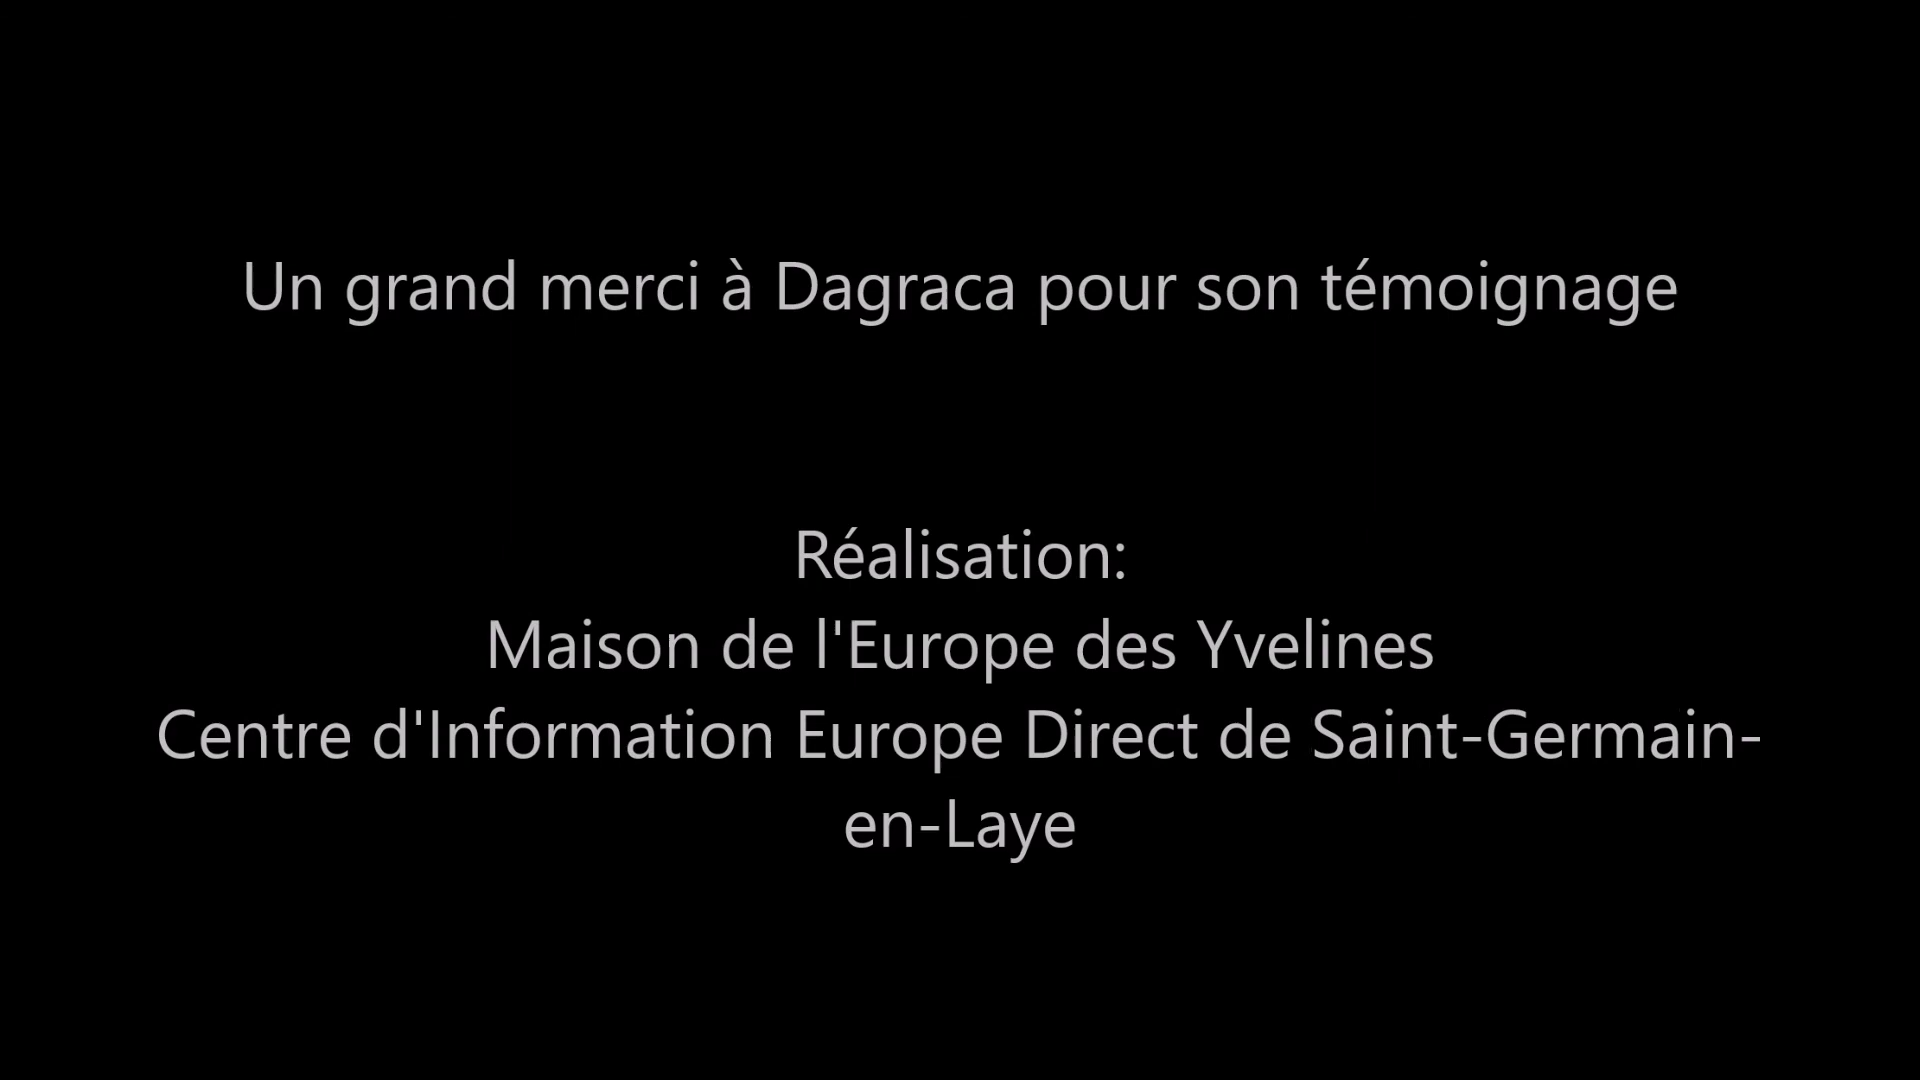 Un grand merci à Dagraca pour son témoignage
Réalisation:
Maison de l'Europe des Yvelines
Centre d'Information Europe Direct de Saint-Germain-
en-Laye